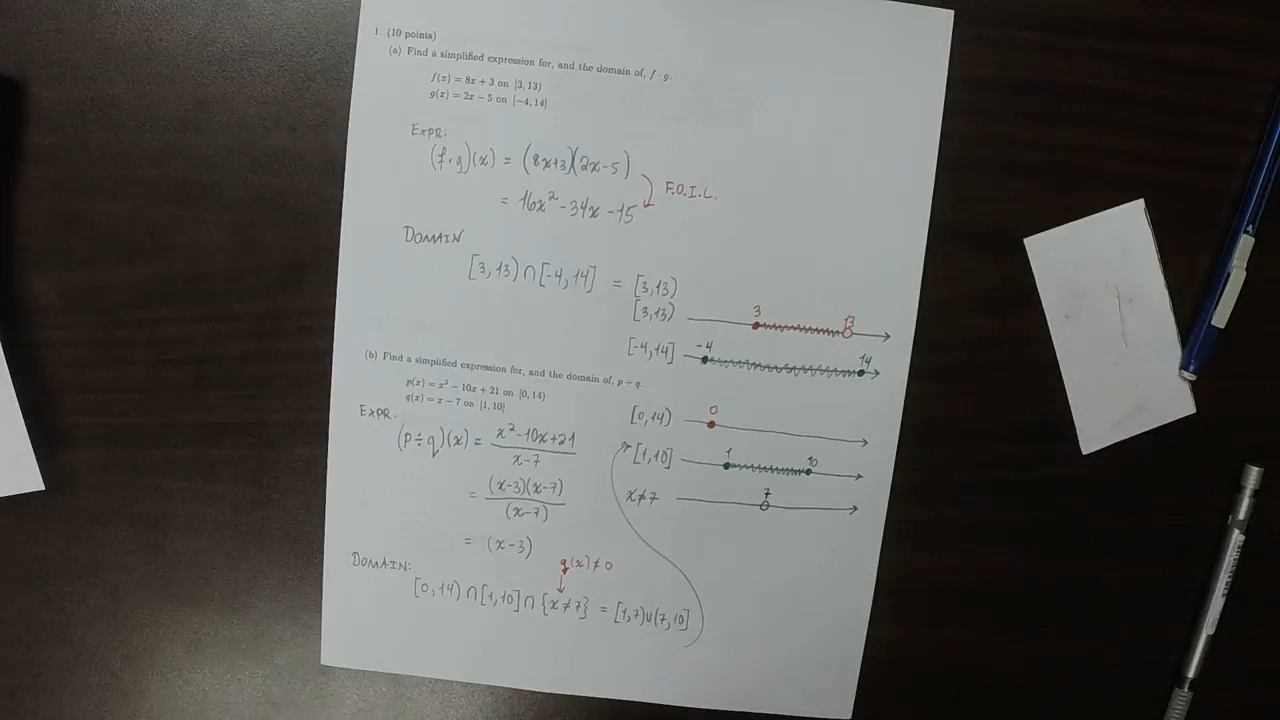 1. (10 points)
(a) Find a simplified expression for, and the domain of, f · g.
f(x) = 8x + 3 on [3, 13)
g(x) = 2x − 5 on [−4, 14]
EXPR:
(f·g)(x) = (8x+3)(2x-5)
F.O.I.L.
= 16x² - 34x - 15
DOMAIN
[3, 13) ∩ [-4, 14] = [3, 13)
[3, 13) 3 13
[-4, 14] -4 14
(b) Find a simplified expression for, and the domain of, p ÷ q.
p(x) = x² − 10x + 21 on [0, 14)
q(x) = x − 7 on [1, 10]
EXPR.
(p÷q)(x) = x²-10x+21
x-7
= (x-3)(x-7)
(x-7)
= (x-3)
[0, 14) 0
[1, 10] 1 10
x≠7 7
DOMAIN:
q(x) ≠ 0
[0, 14) ∩ [1, 10] ∩ {x≠7} = [1, 7) ∪ (7, 10]